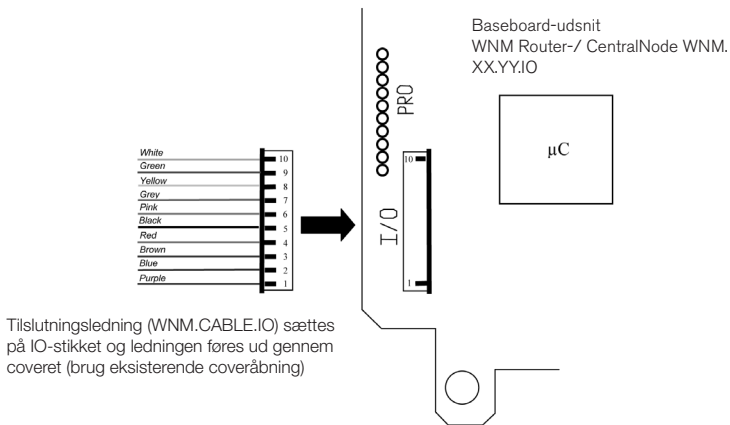 Baseboard-udsnit
WNM Router-/ CentralNode WNM.
XX.YY.IO
PRO
µC
White
Green
Yellow
Grey
Pink
Black
Red
Brown
Blue
Purple
10
9
8
7
6
5
4
3
2
1
I/O
10
1
Tilslutningsledning (WNM.CABLE.IO) sættes
på IO-stikket og ledningen føres ud gennem
coveret (brug eksisterende coveråbning)